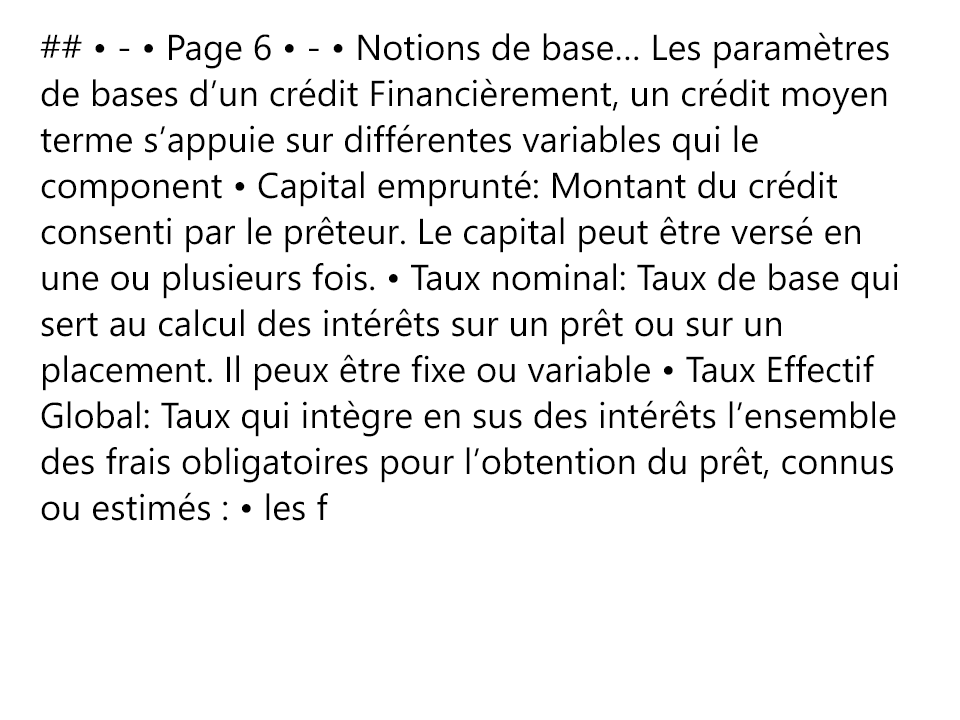 ## • - • Page 6 • - • Notions de base… Les paramètres
de bases d’un crédit Financièrement, un crédit moyen
terme s’appuie sur différentes variables qui le
component • Capital emprunté: Montant du crédit
consenti par le prêteur. Le capital peut être versé en
une ou plusieurs fois. • Taux nominal: Taux de base qui
sert au calcul des intérêts sur un prêt ou sur un
placement. Il peux être fixe ou variable • Taux Effectif
Global: Taux qui intègre en sus des intérêts l’ensemble
des frais obligatoires pour l’obtention du prêt, connus
ou estimés : • les f